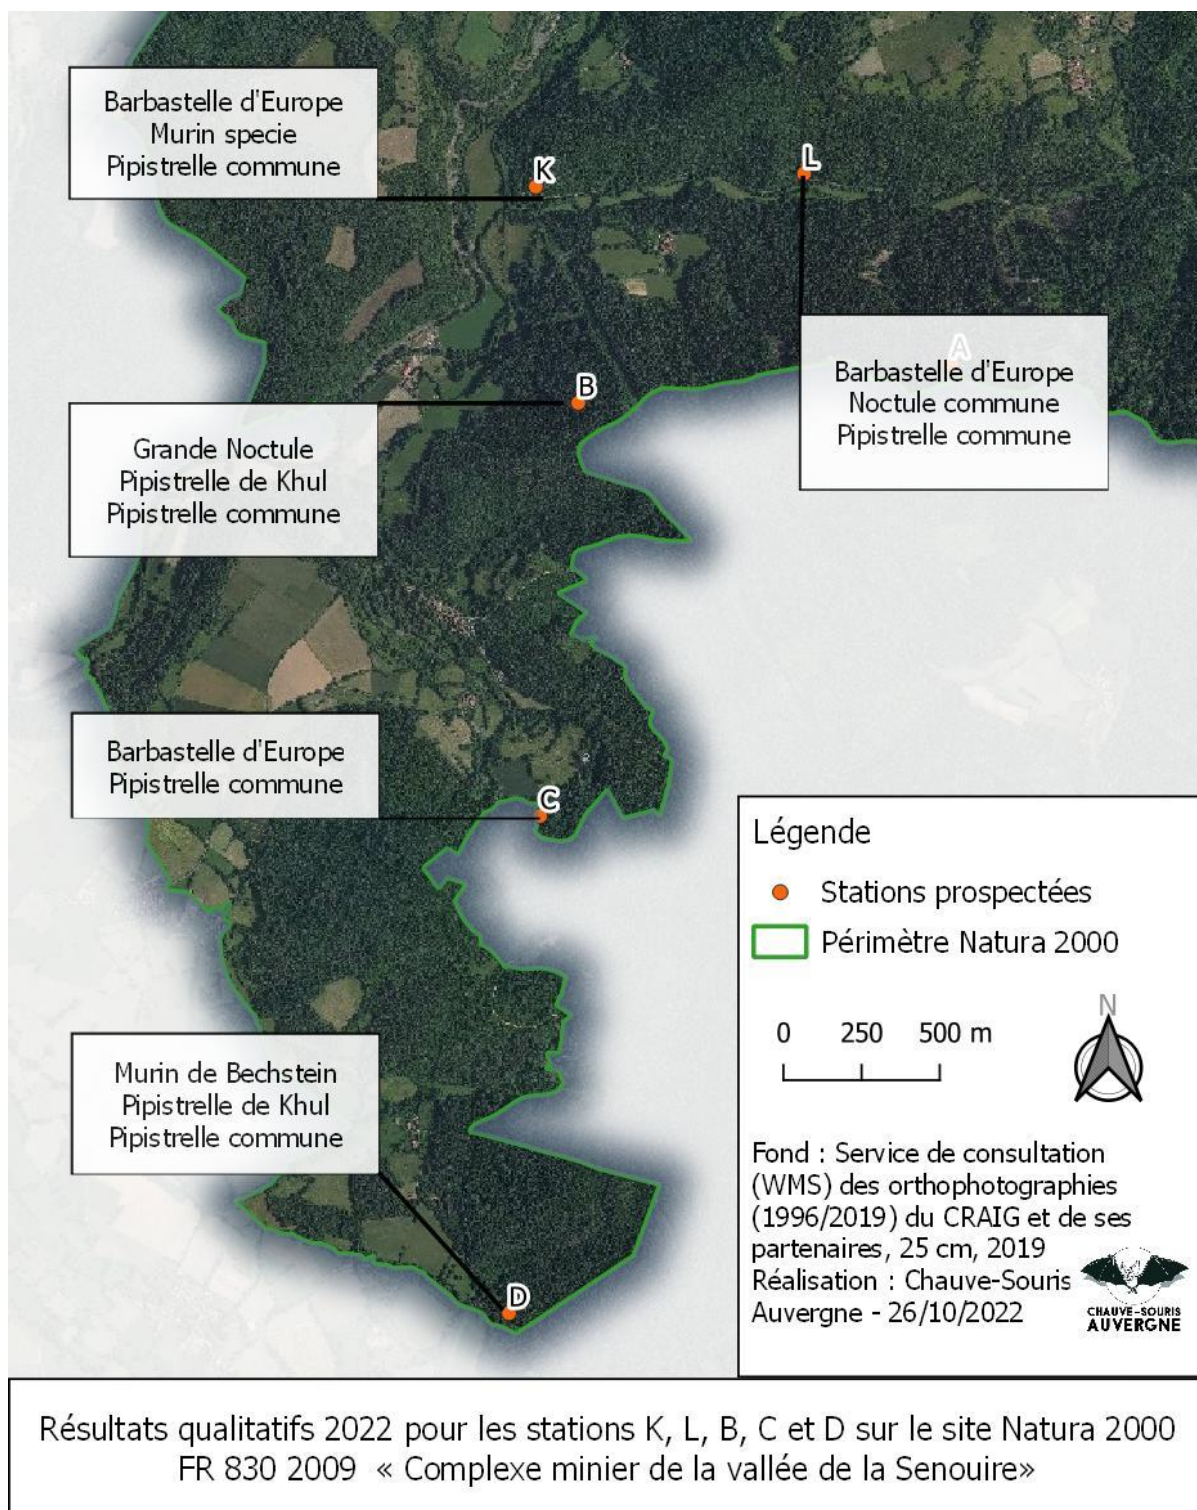 Barbastelle d'Europe
Murin specie
Pipistrelle commune
K
L
A
Barbastelle d'Europe
Noctule commune
Pipistrelle commune
B
Grande Noctule
Pipistrelle de Khul
Pipistrelle commune
Barbastelle d'Europe
Pipistrelle commune
C
Murin de Bechstein
Pipistrelle de Khul
Pipistrelle commune
D
Légende
Stations prospectées
Périmètre Natura 2000
0 250 500 m
N
Fond : Service de consultation
(WMS) des orthophotographies
(1996/2019) du CRAIG et de ses
partenaires, 25 cm, 2019
Réalisation : Chauve-Souris
Auvergne - 26/10/2022
CHAUVE-SOURIS
AUVERGNE
Résultats qualitatifs 2022 pour les stations K, L, B, C et D sur le site Natura 2000
FR 830 2009 « Complexe minier de la vallée de la Senouire»